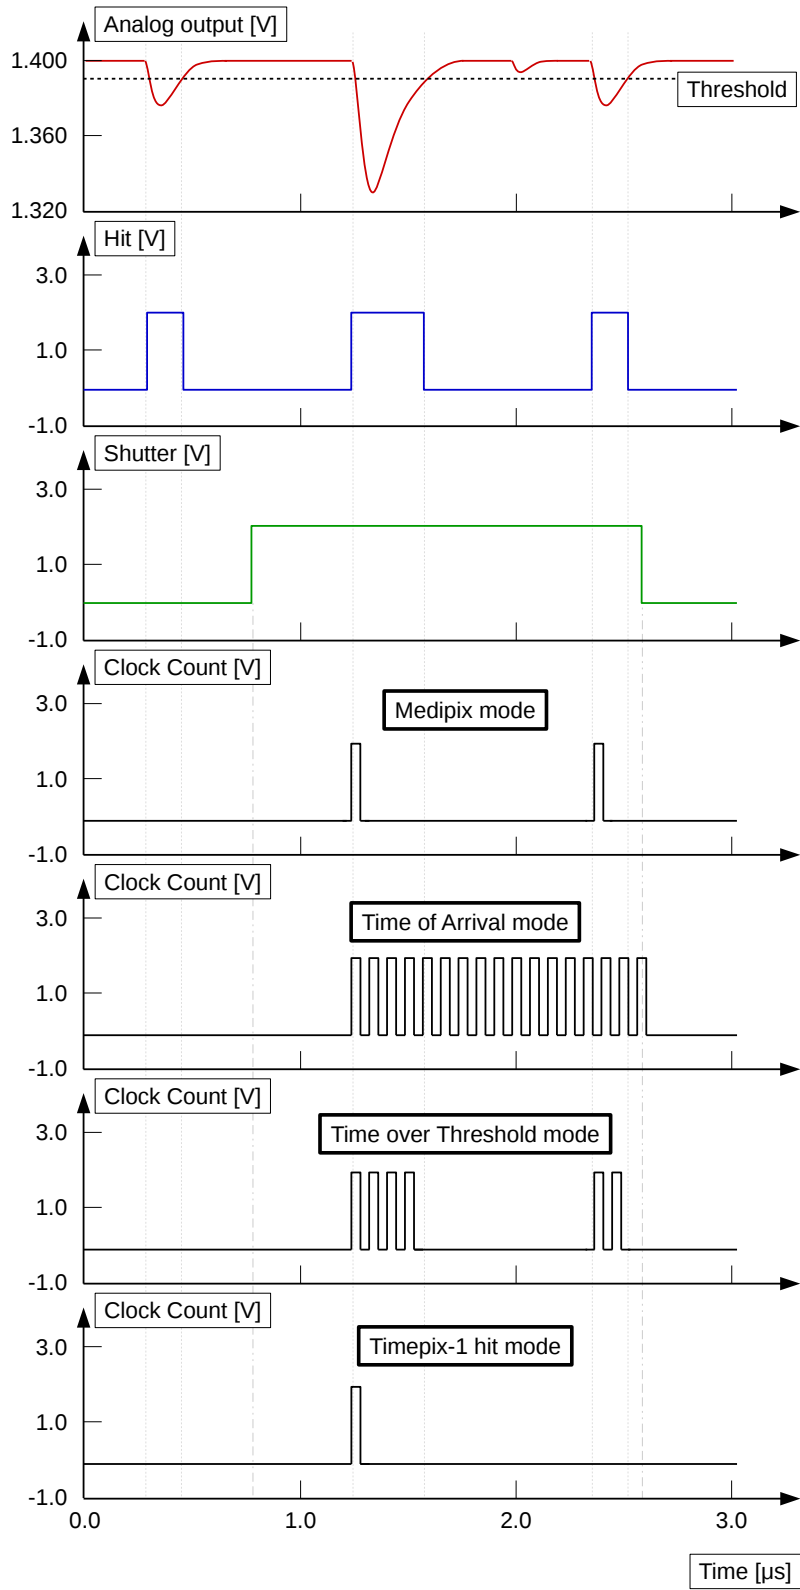 Analog output [V]
1.400
Threshold
1.360
1.320
Hit [V]
3.0
1.0
-1.0
Shutter [V]
3.0
1.0
-1.0
Clock Count [V]
3.0
Medipix mode
1.0
-1.0
Clock Count [V]
3.0
Time of Arrival mode
1.0
-1.0
Clock Count [V]
3.0
Time over Threshold mode
1.0
-1.0
Clock Count [V]
3.0
Timepix-1 hit mode
1.0
-1.0
0.0 1.0 2.0 3.0
Time [µs]